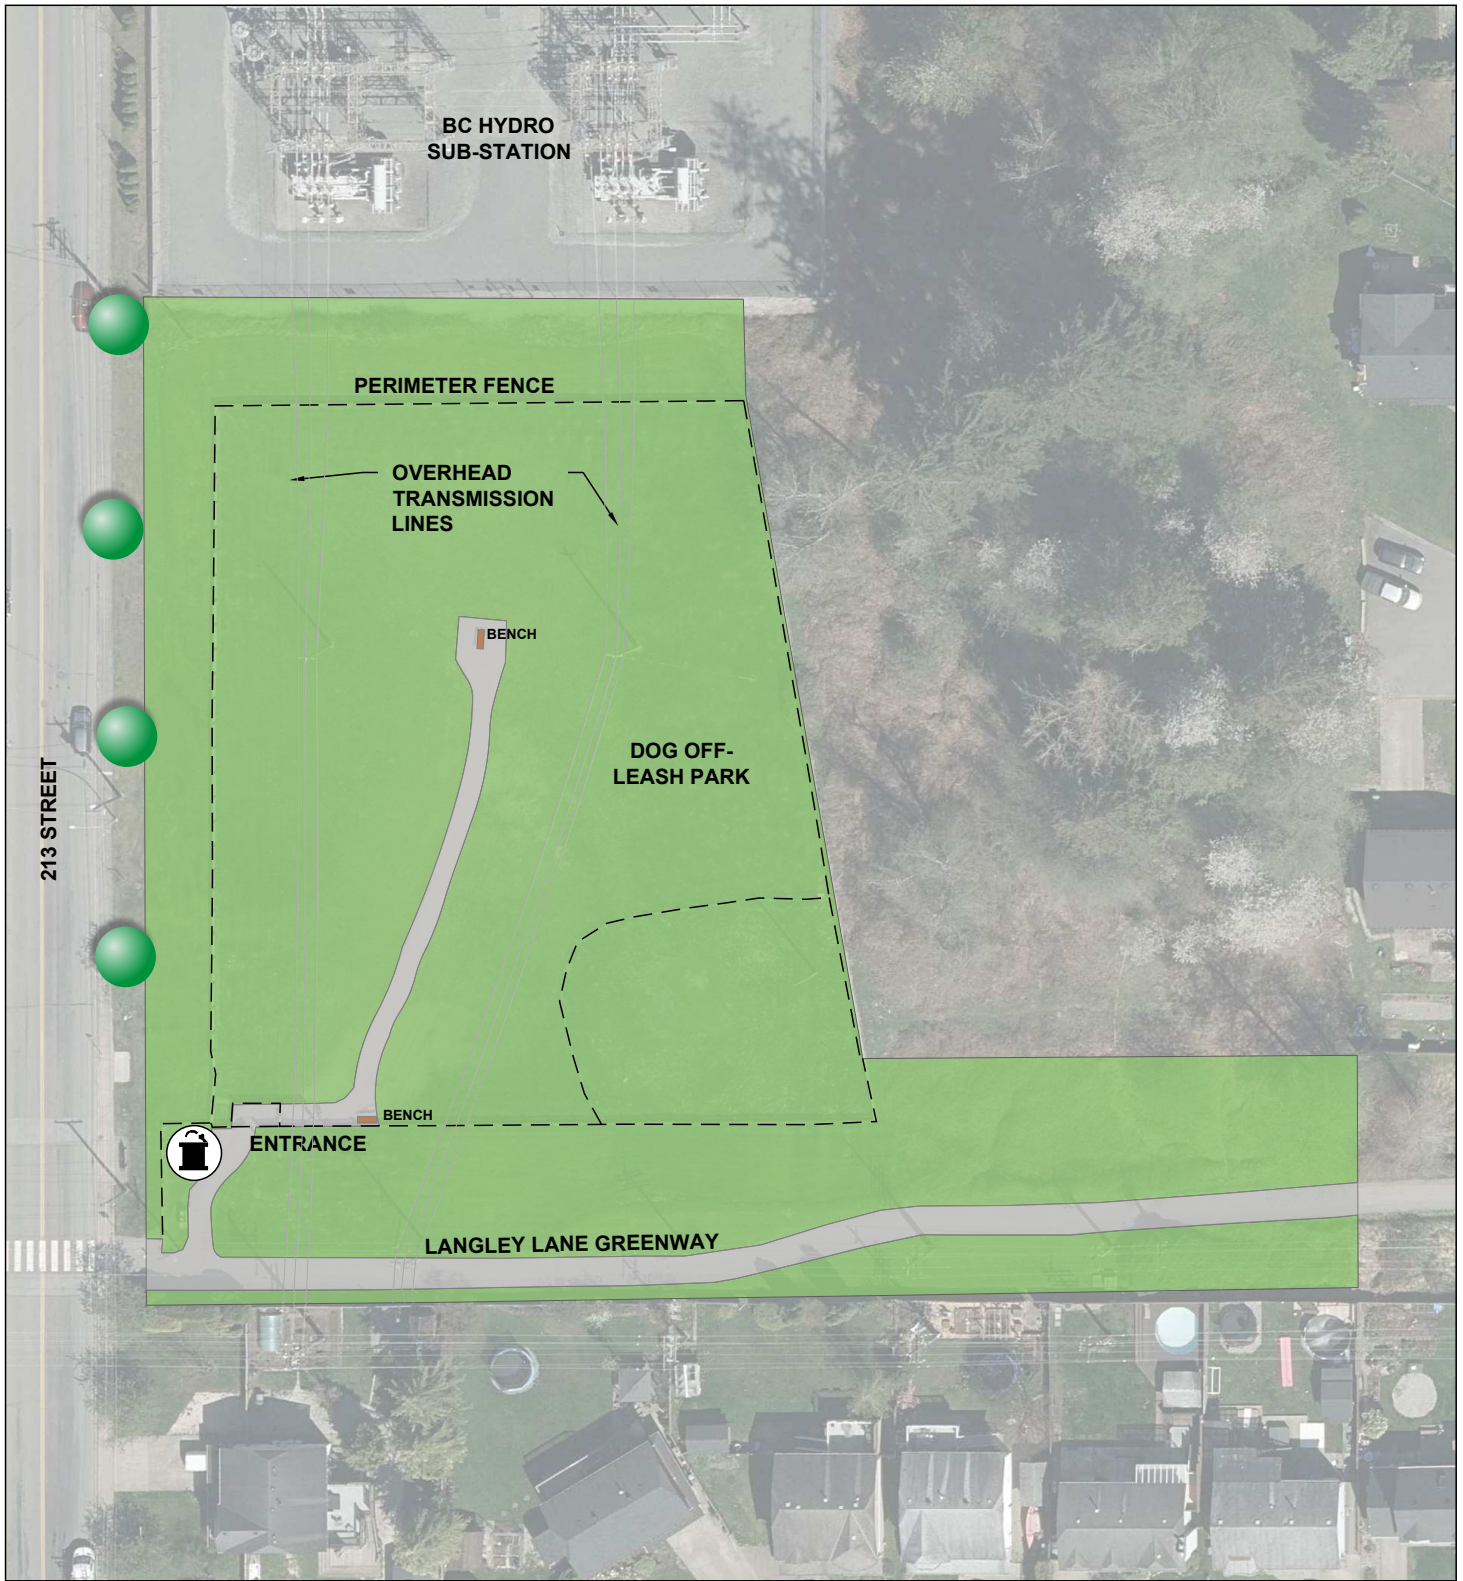 BC HYDRO
SUB-STATION
PERIMETER FENCE
OVERHEAD
TRANSMISSION
LINES
BENCH
DOG OFF-
LEASH PARK
213 STREET
BENCH
ENTRANCE
LANGLEY LANE GREENWAY